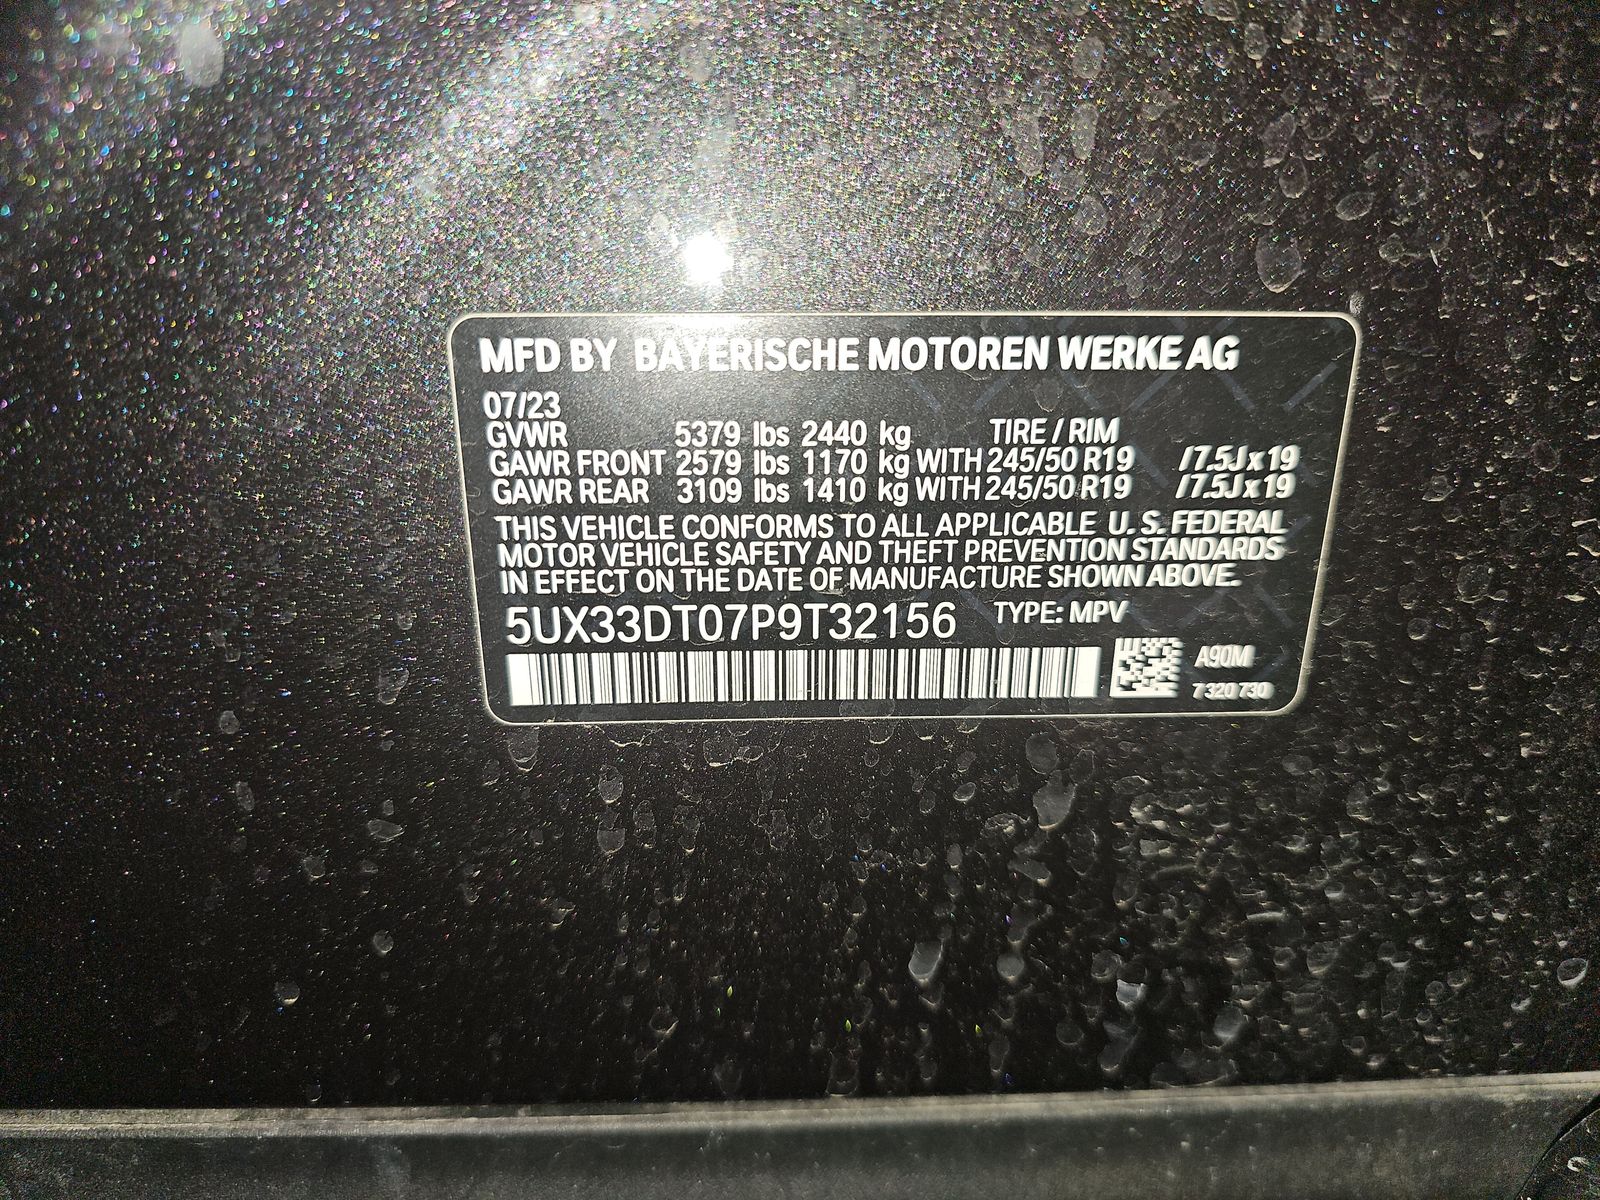 MFD BY BAYERISCHE MOTOREN WERKE AG
07/23
GVWR 5379 lbs 2440 kg TIRE / RIM
GAWR FRONT 2579 lbs 1170 kg WITH 245/50 R19 / 7.5J x 19
GAWR REAR 3109 lbs 1410 kg WITH 245/50 R19 / 7.5J x 19
THIS VEHICLE CONFORMS TO ALL APPLICABLE U. S. FEDERAL
MOTOR VEHICLE SAFETY AND THEFT PREVENTION STANDARDS
IN EFFECT ON THE DATE OF MANUFACTURE SHOWN ABOVE.
5UX33DT07P9T32156 TYPE: MPV
A90M
7 320 730